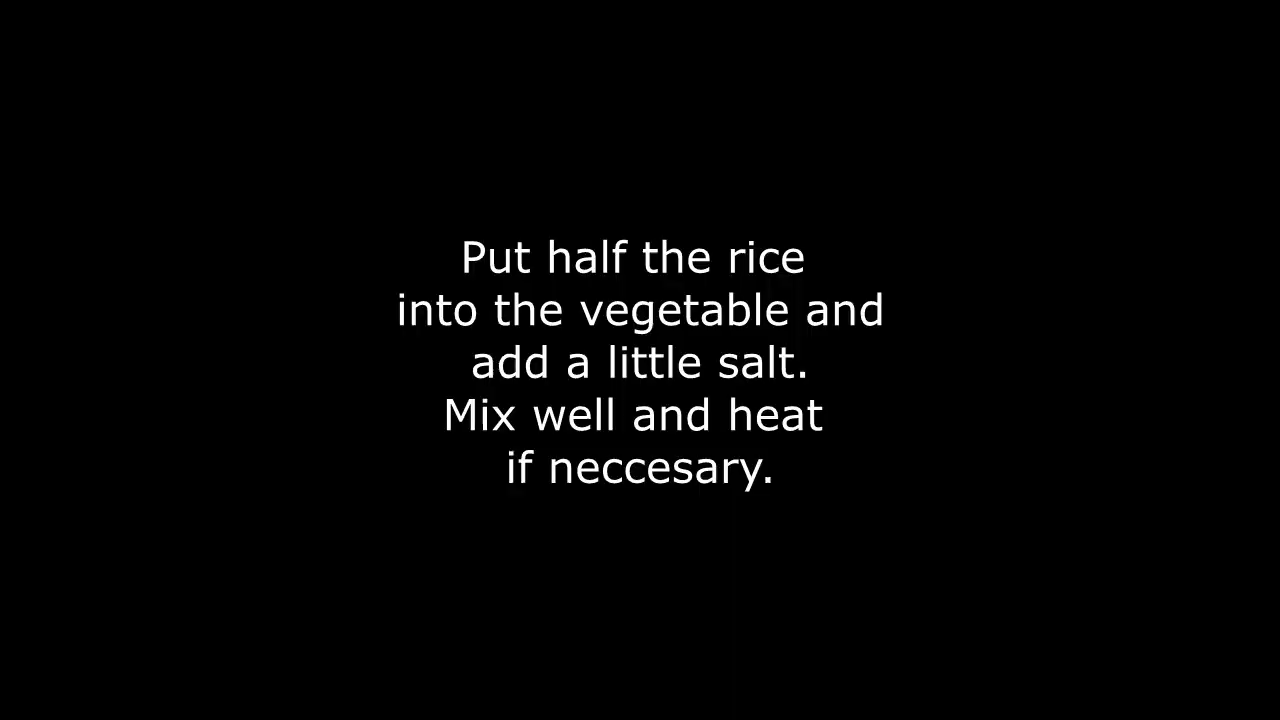 Put half the rice
into the vegetable and
add a little salt.
Mix well and heat
if neccesary.